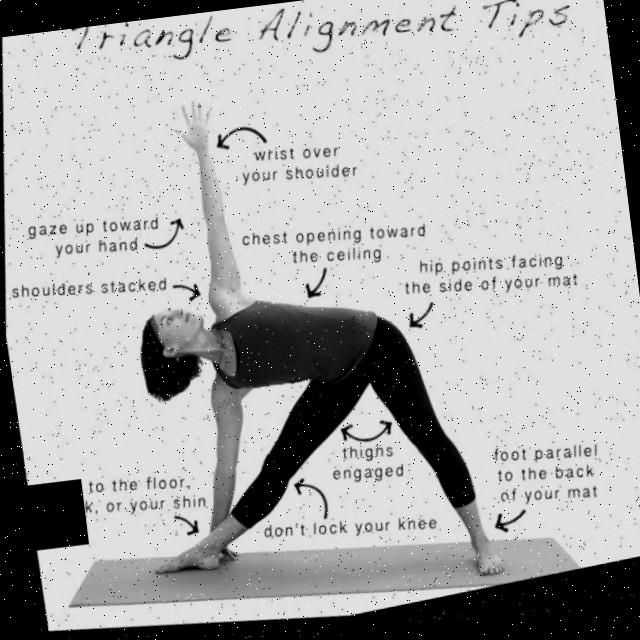 Triangle Alignment Tips
wrist over
your shoulder
gaze up toward
your hand
chest opening toward
the ceiling
hip points facing
the side of your mat
shoulders stacked
thighs
engaged
foot parallel
to the back
of your mat
to the floor,
or your shin
don't lock your knee